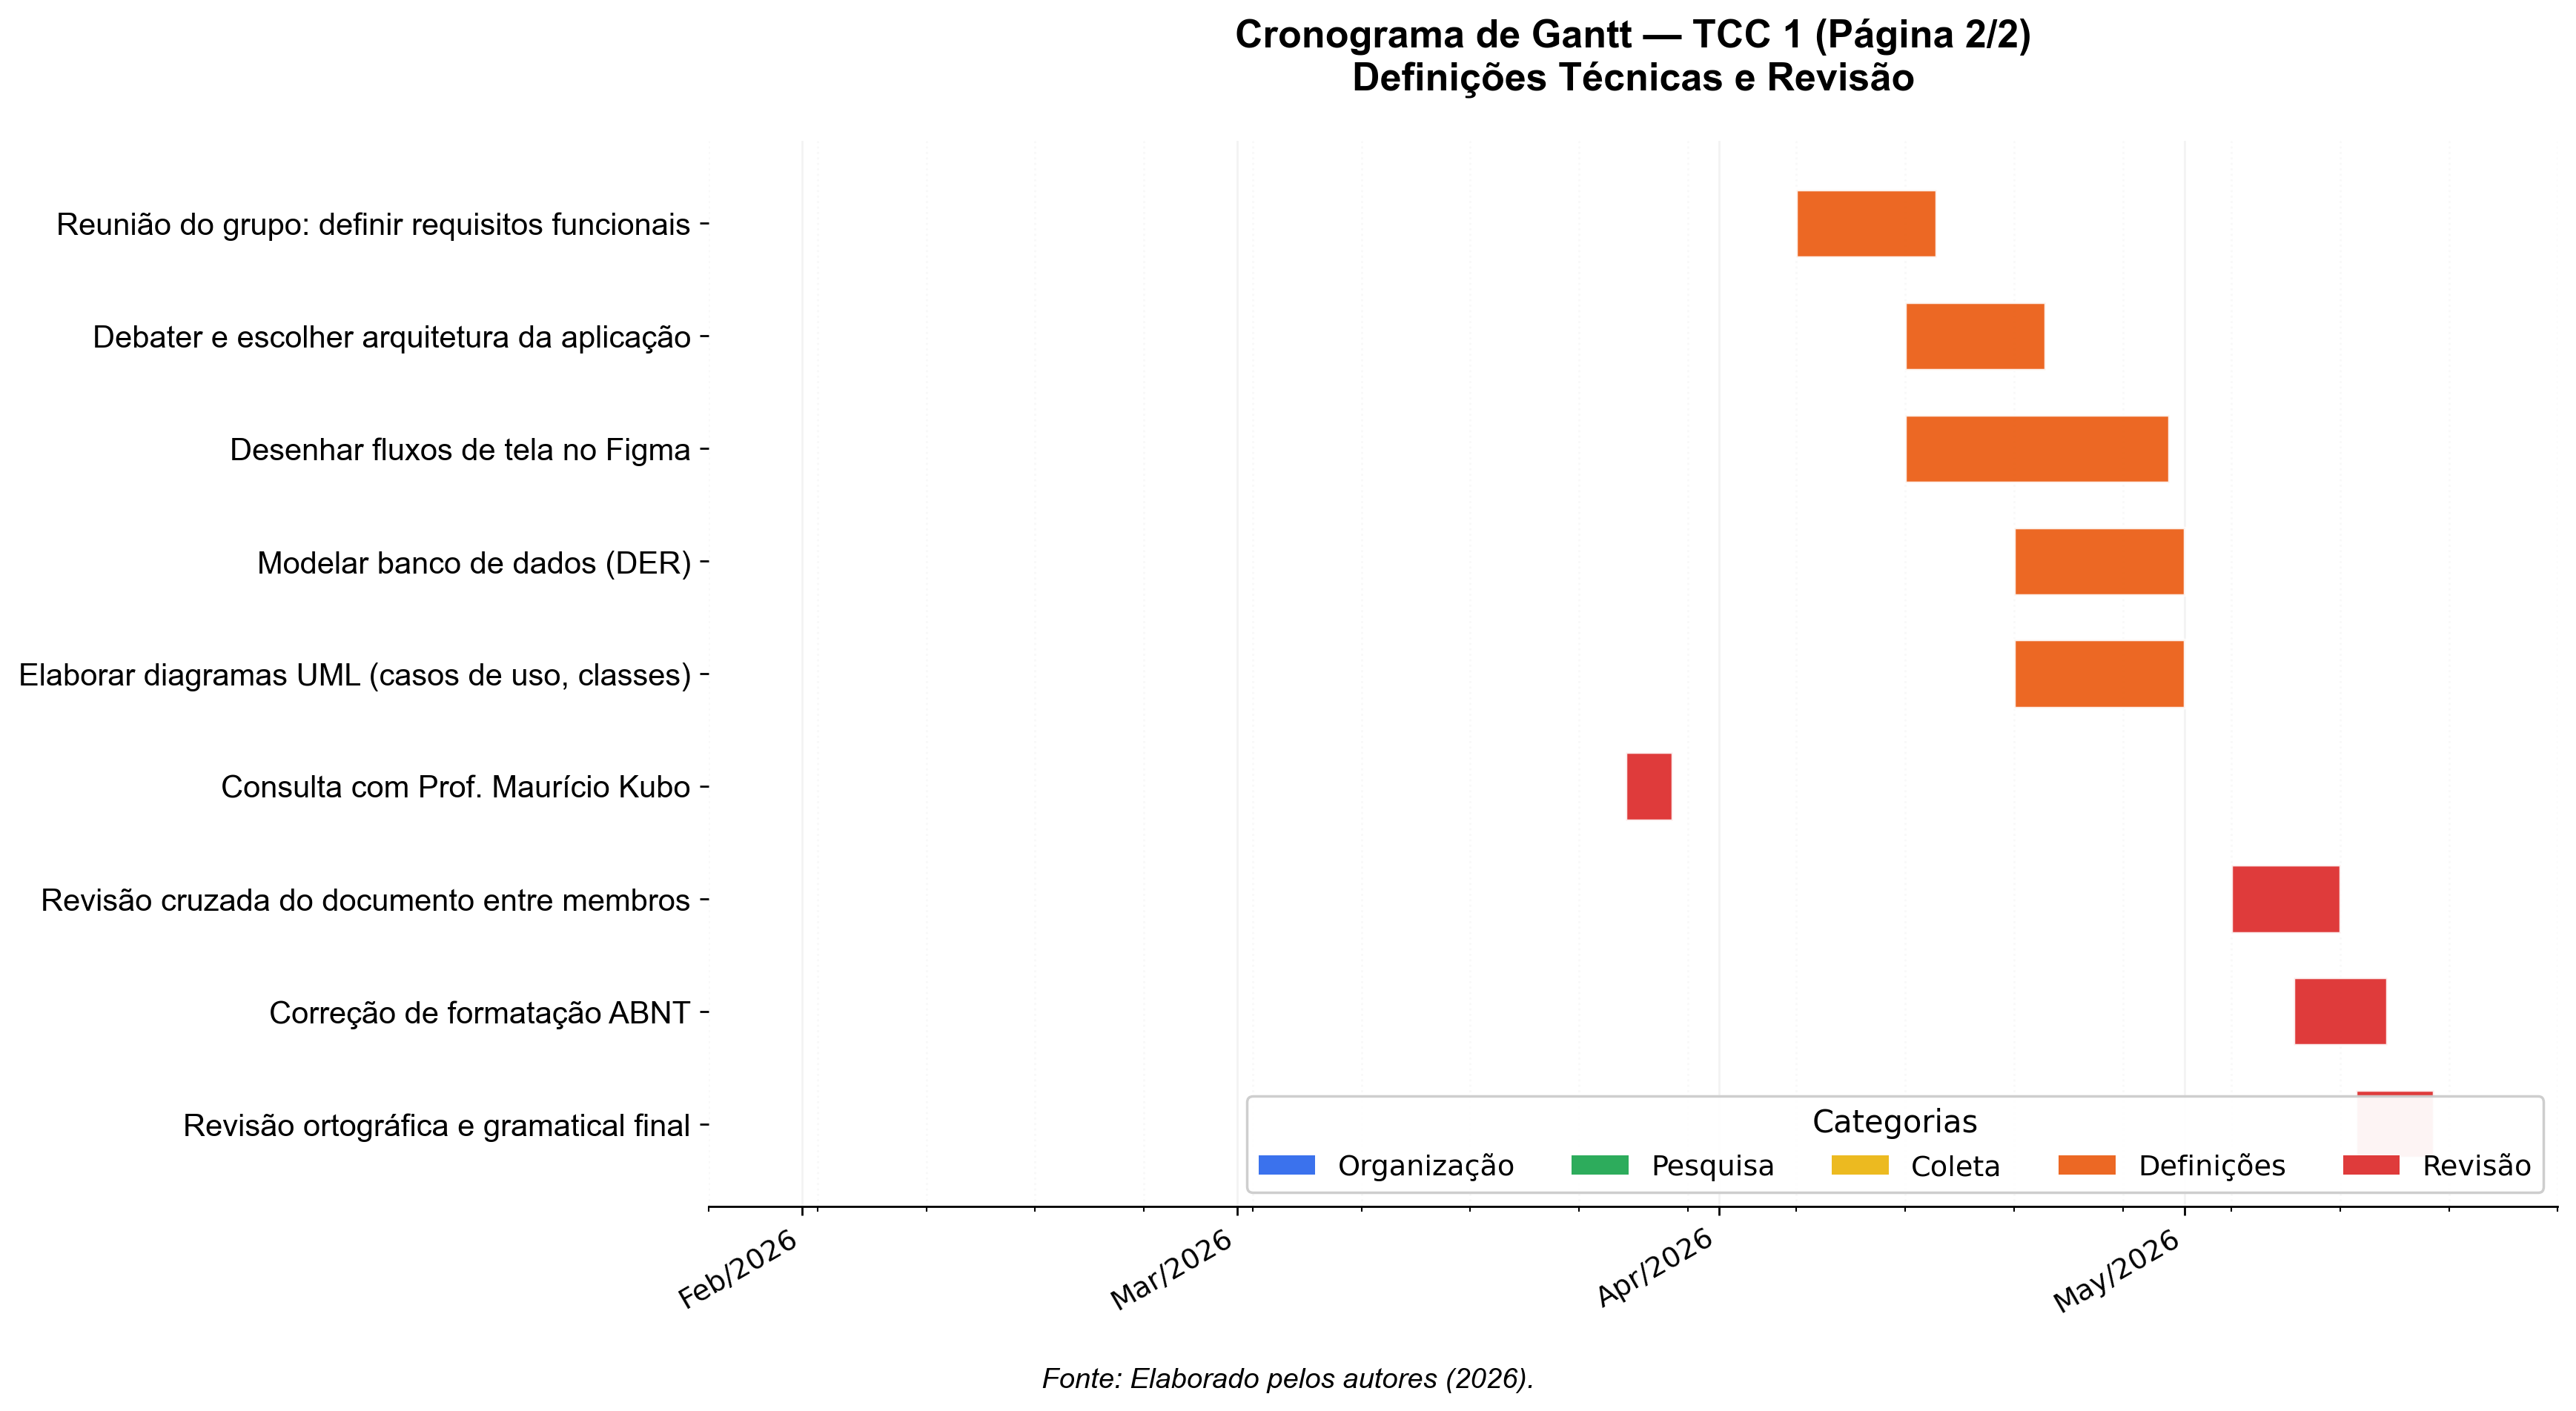 Cronograma de Gantt — TCC 1 (Página 2/2)
Definições Técnicas e Revisão
Reunião do grupo: definir requisitos funcionais
Debater e escolher arquitetura da aplicação
Desenhar fluxos de tela no Figma
Modelar banco de dados (DER)
Elaborar diagramas UML (casos de uso, classes)
Consulta com Prof. Maurício Kubo
Revisão cruzada do documento entre membros
Correção de formatação ABNT
Revisão ortográfica e gramatical final
Categorias
Organização Pesquisa Coleta Definições Revisão
Feb/2026 Mar/2026 Apr/2026 May/2026
Fonte: Elaborado pelos autores (2026).